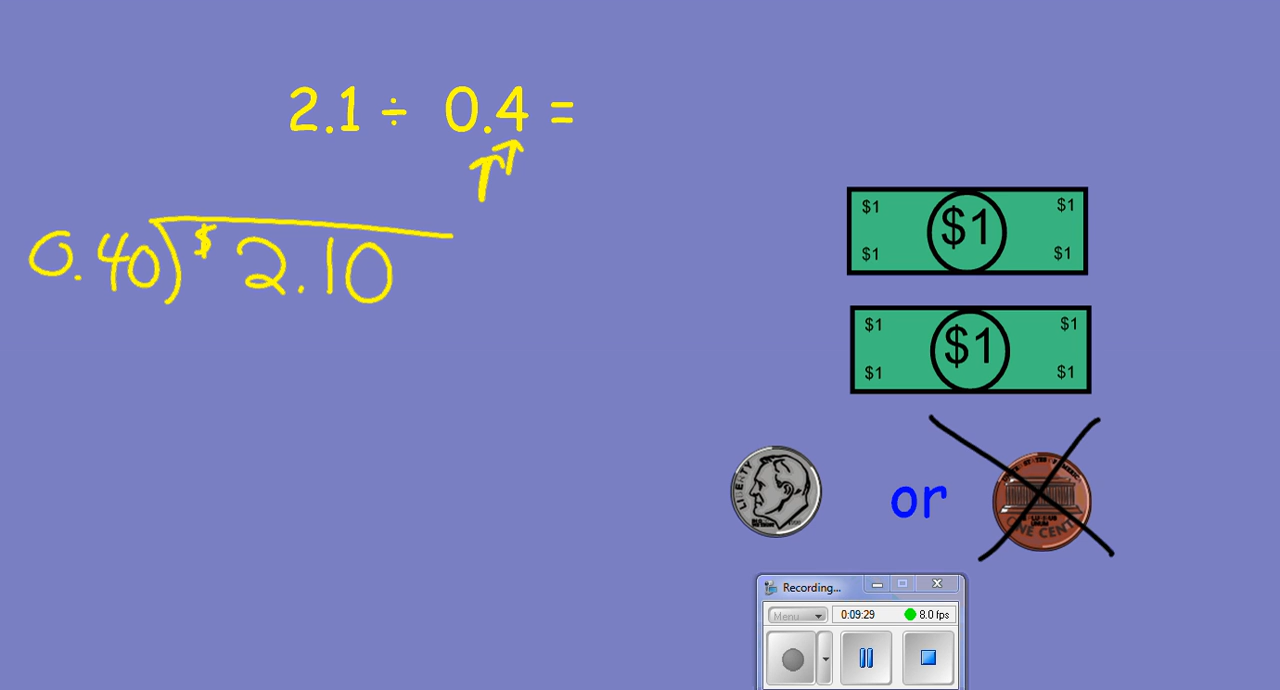 2.1 ÷ 0.4 =
0.40) $ 2.10
$1 $1
$1
$1 $1
$1 $1
$1
$1 $1
LIBERTY
or
ONE CENT
Recording...
Menu 0:09:29 8.0 fps